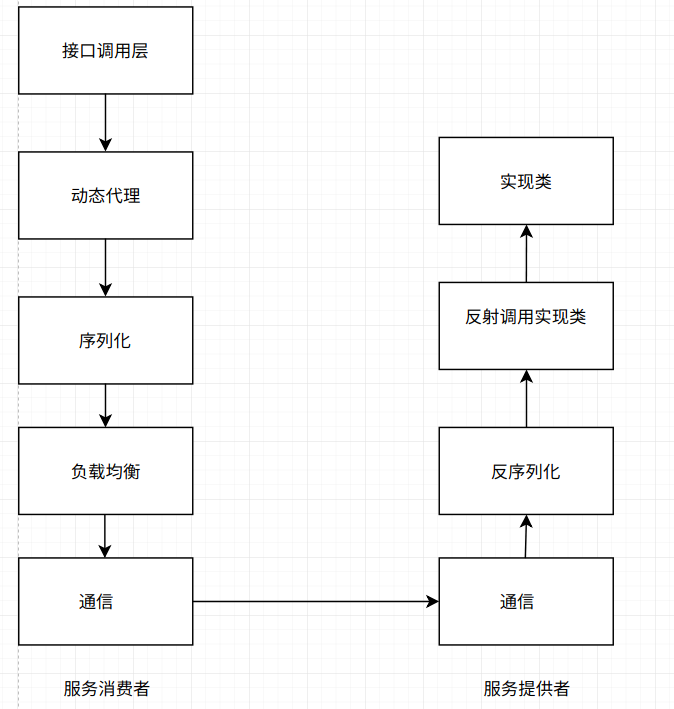 接口调用层
动态代理
序列化
负载均衡
通信
服务消费者
实现类
反射调用实现类
反序列化
通信
服务提供者